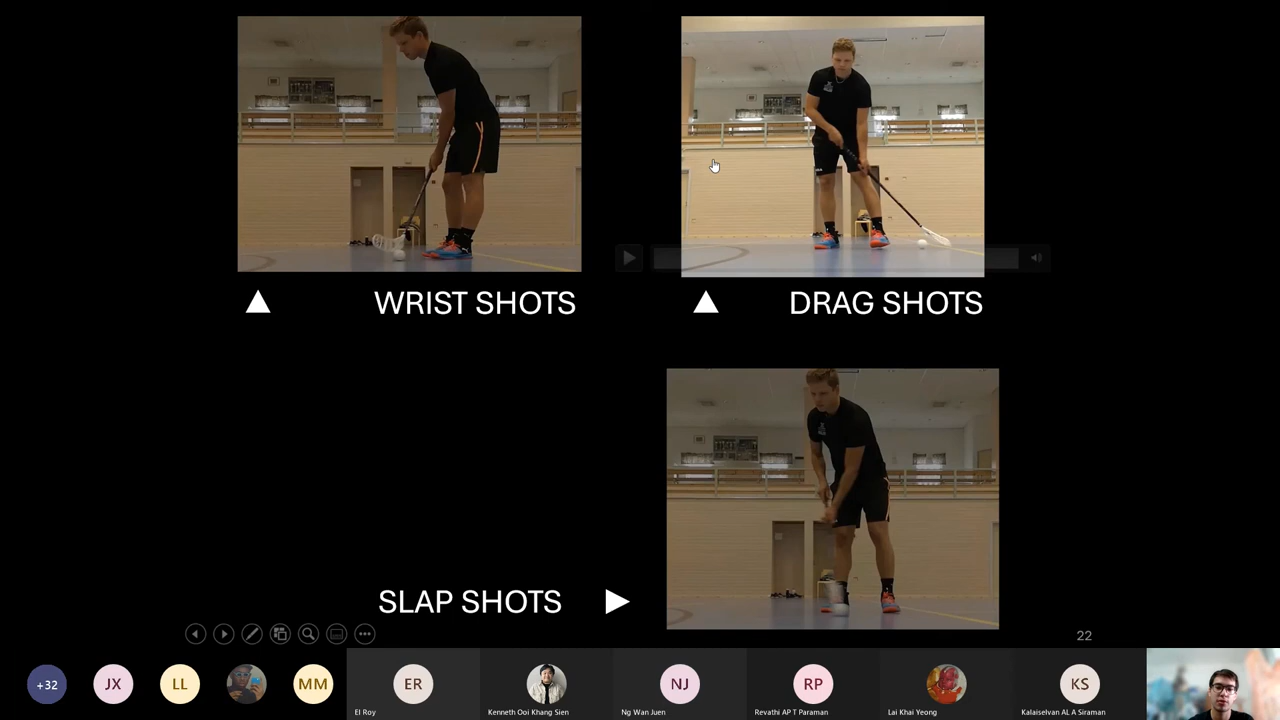 WRIST SHOTS
DRAG SHOTS
SLAP SHOTS
22
+32
JX
LL
MM
ER
El Roy
Kenneth Ooi Khang Sien
NJ
Ng Wan Juen
RP
Revathi AP T Paraman
Lai Khai Yeong
KS
Kalaiselvan AL A Siraman